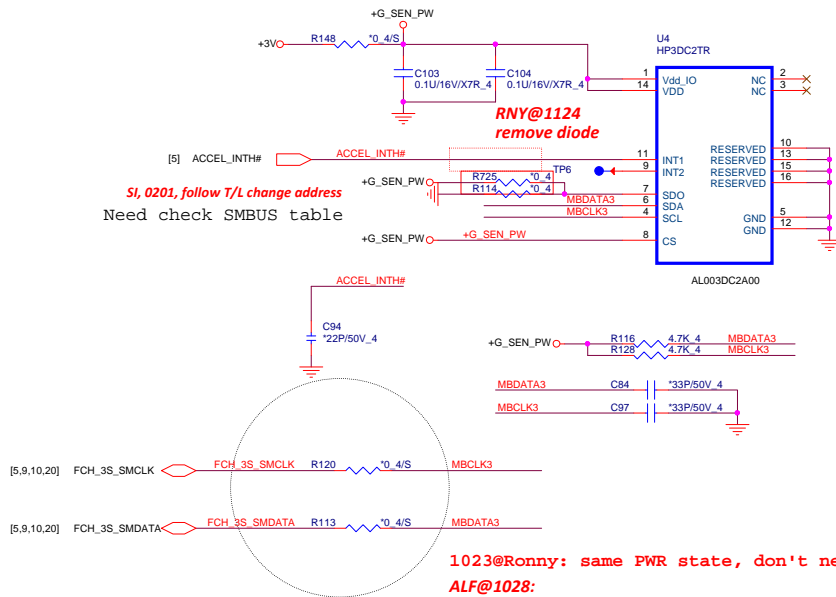 +G_SEN_PW
+3V R148 *0_4/S
C103
0.1U/16V/X7R_4
C104
0.1U/16V/X7R_4
RNY@1124
remove diode
U4
HP3DC2TR
1 Vdd_IO
14 VDD
NC 2
NC 3
RESERVED 10
RESERVED 13
RESERVED 15
RESERVED 16
11 INT1
9 INT2
7 SDO
6 SDA
4 SCL
8 CS
GND 5
GND 12
AL003DC2A00
[5] ACCEL_INTH# ACCEL_INTH#
TP6
+G_SEN_PW R725 *0_4
R114 *0_4
SI, 0201, follow T/L change address
Need check SMBUS table
MBDATA3
MBCLK3
+G_SEN_PW +G_SEN_PW
ACCEL_INTH#
C94
*22P/50V_4
+G_SEN_PW R116 4.7K_4 MBDATA3
R128 4.7K_4 MBCLK3
MBDATA3 C84 *33P/50V_4
MBCLK3 C97 *33P/50V_4
[5,9,10,20] FCH_3S_SMCLK FCH_3S_SMCLK R120 *0_4/S MBCLK3
[5,9,10,20] FCH_3S_SMDATA FCH_3S_SMDATA R113 *0_4/S MBDATA3
1023@Ronny: same PWR state, don't ne
ALF@1028: